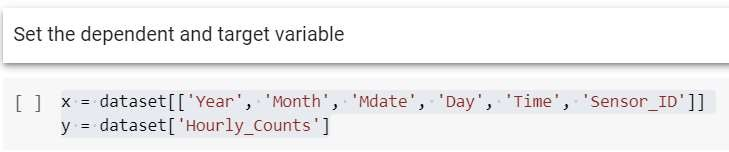 Set the dependent and target variable
[ ] x = dataset[['Year', 'Month', 'Mdate', 'Day', 'Time', 'Sensor_ID']]
y = dataset['Hourly_Counts']